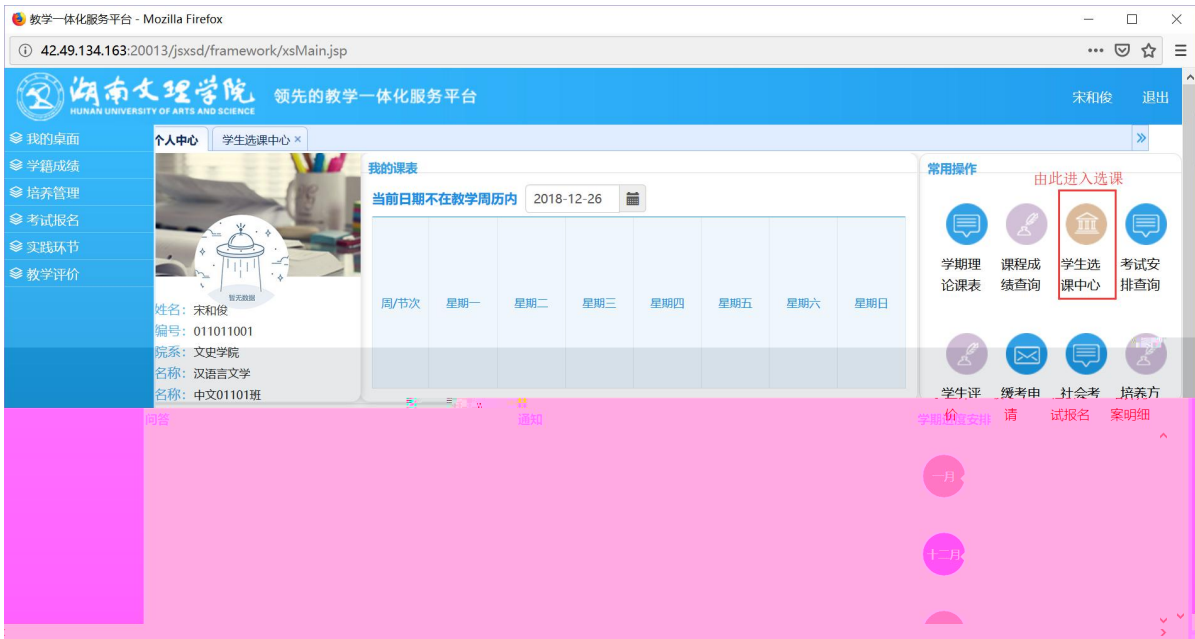 教学一体化服务平台 - Mozilla Firefox
42.49.134.163:20013/jsxsd/framework/xsMain.jsp
湖南文理学院
HUNAN UNIVERSITY OF ARTS AND SCIENCE
领先的教学一体化服务平台
宋和俊 退出
我的桌面
学籍成绩
培养管理
考试报名
实践环节
教学评价
个人中心 学生选课中心 ×
暂无数据
姓名: 宋和俊
编号: 011011001
院系: 文史学院
名称: 汉语言文学
名称: 中文01101班
我的课表
当前日期不在教学周历内 2018-12-26
周/节次 星期一 星期二 星期三 星期四 星期五 星期六 星期日
常用操作
由此进入选课
学期理论课表
课程成绩查询
学生选课中心
考试安排查询
学生评价
缓考申请
社会考试报名
培养方案明细
问答
通知
学期进度安排
一月
十二月